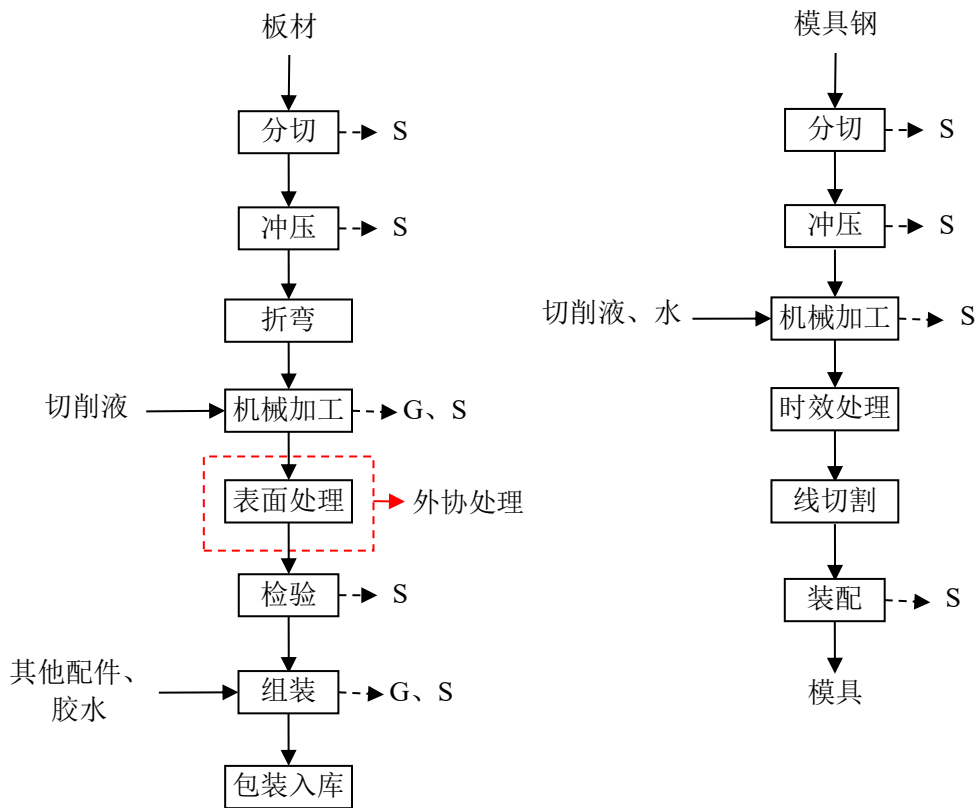 板材
分切
S
冲压
S
折弯
切削液
机械加工
G、S
表面处理
外协处理
检验
S
其他配件、
胶水
组装
G、S
包装入库
模具钢
分切
S
冲压
S
切削液、水
机械加工
S
时效处理
线切割
装配
S
模具